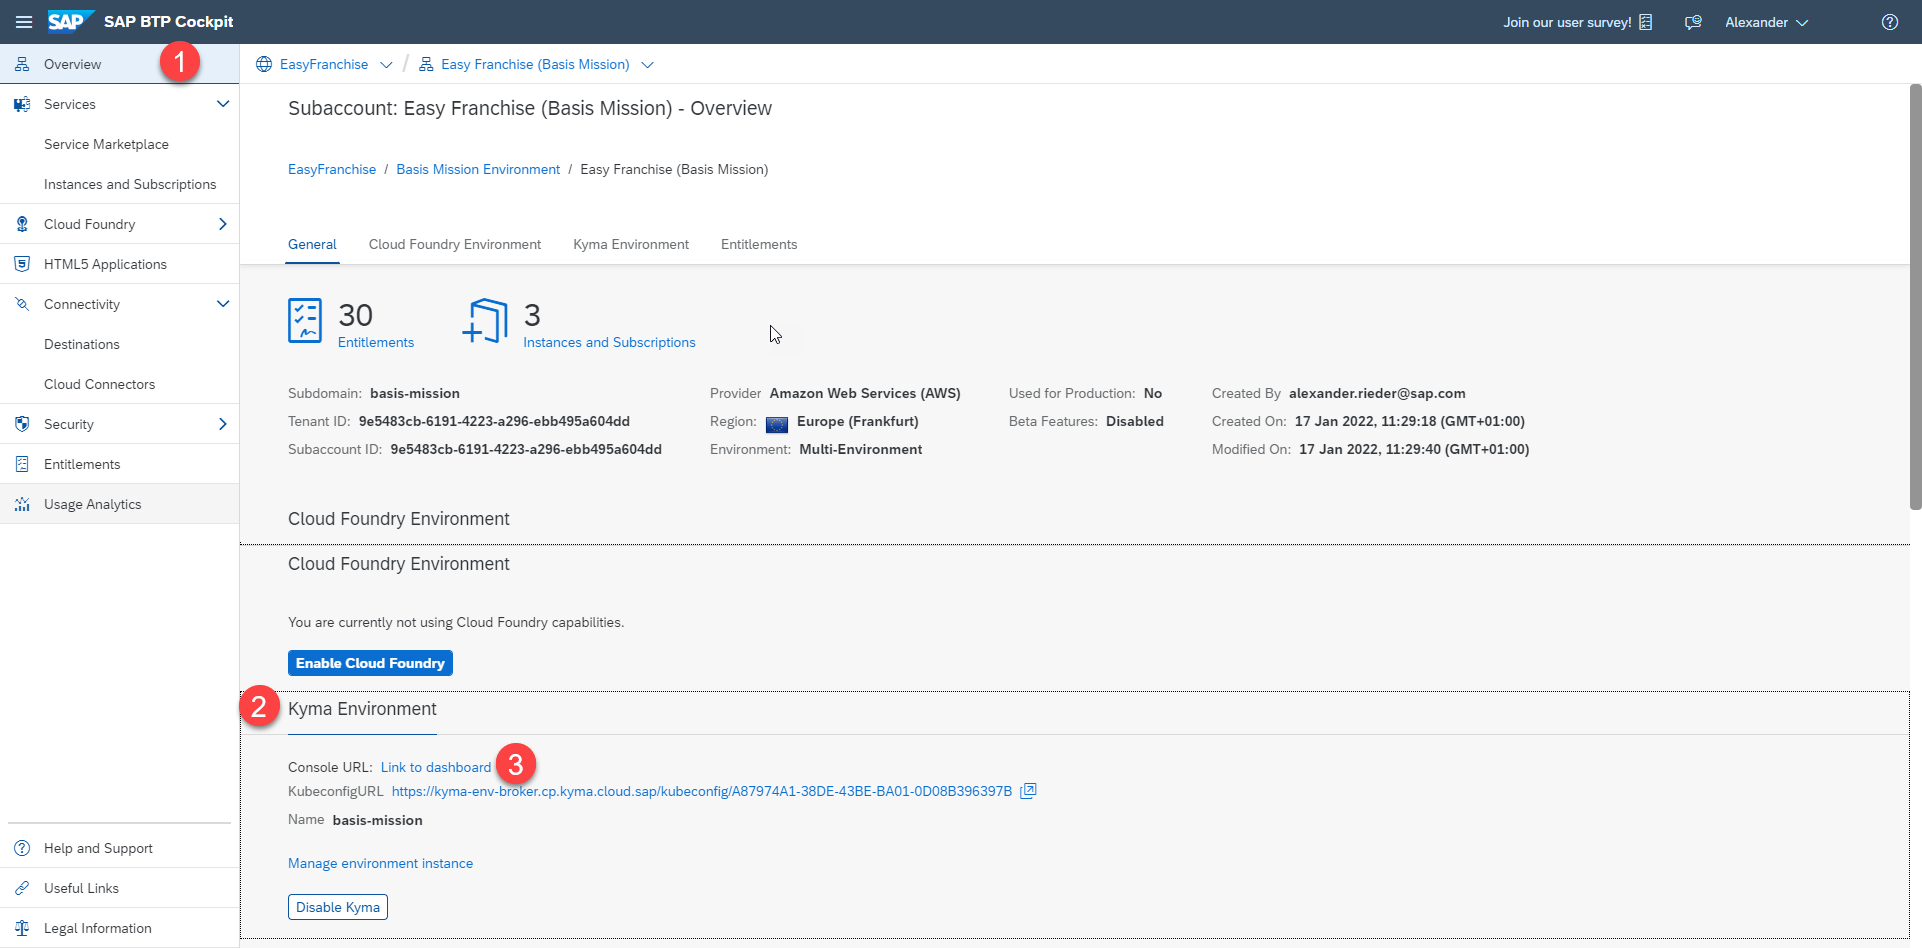 SAP SAP BTP Cockpit
Join our user survey!
Alexander
Overview
1
Services
Service Marketplace
Instances and Subscriptions
Cloud Foundry
HTML5 Applications
Connectivity
Destinations
Cloud Connectors
Security
Entitlements
Usage Analytics
Help and Support
Useful Links
Legal Information
EasyFranchise / Easy Franchise (Basis Mission)
Subaccount: Easy Franchise (Basis Mission) - Overview
EasyFranchise / Basis Mission Environment / Easy Franchise (Basis Mission)
General Cloud Foundry Environment Kyma Environment Entitlements
30
Entitlements
3
Instances and Subscriptions
Subdomain: basis-mission
Tenant ID: 9e5483cb-6191-4223-a296-ebb495a604dd
Subaccount ID: 9e5483cb-6191-4223-a296-ebb495a604dd
Provider Amazon Web Services (AWS)
Region: Europe (Frankfurt)
Environment: Multi-Environment
Used for Production: No
Beta Features: Disabled
Created By alexander.rieder@sap.com
Created On: 17 Jan 2022, 11:29:18 (GMT+01:00)
Modified On: 17 Jan 2022, 11:29:40 (GMT+01:00)
Cloud Foundry Environment
Cloud Foundry Environment
You are currently not using Cloud Foundry capabilities.
Enable Cloud Foundry
2 Kyma Environment
Console URL: Link to dashboard 3
KubeconfigURL https://kyma-env-broker.cp.kyma.cloud.sap/kubeconfig/A87974A1-38DE-43BE-BA01-0D08B396397B
Name basis-mission
Manage environment instance
Disable Kyma